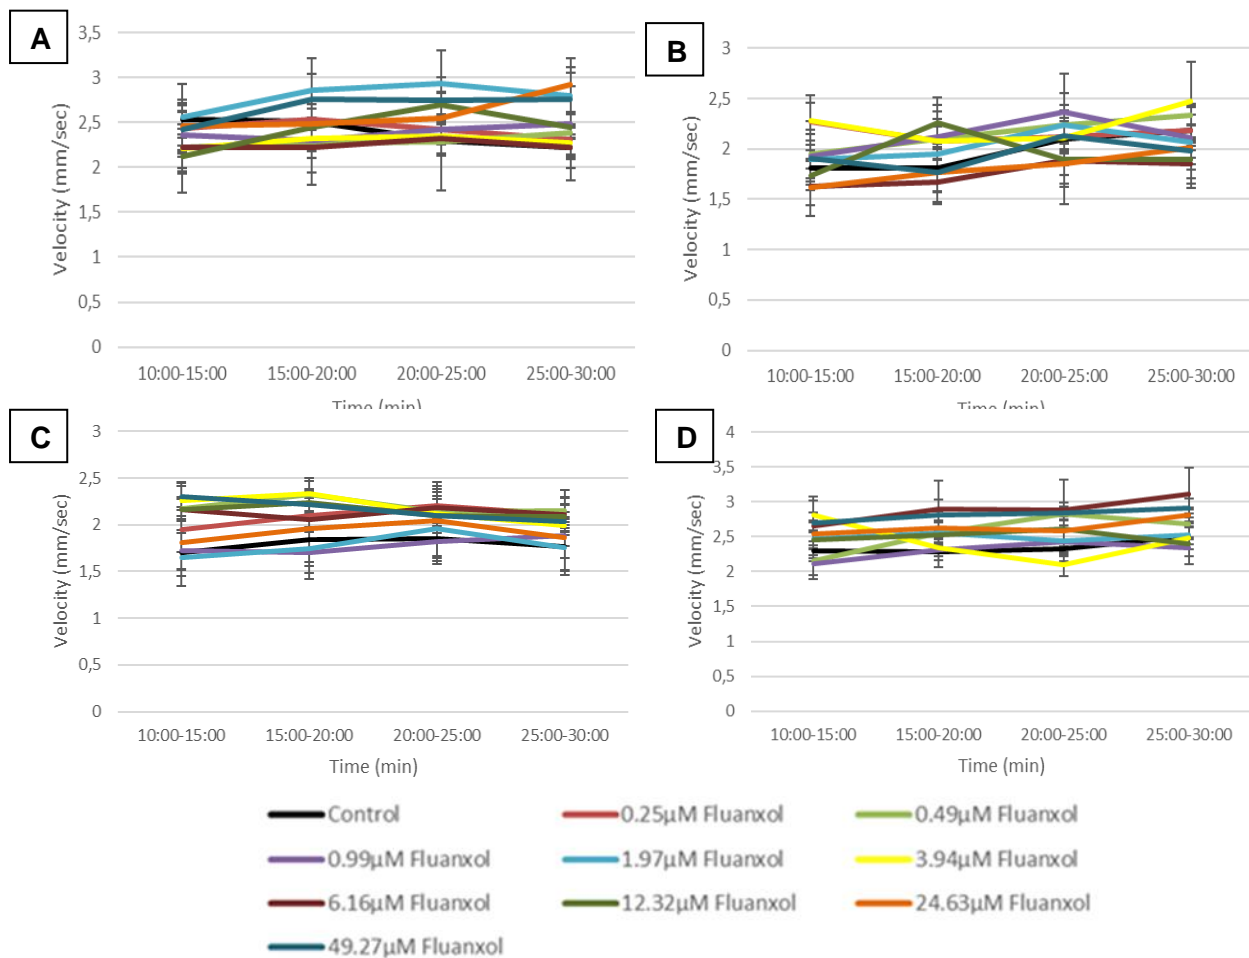 A
3,5
3
2,5
2
1,5
1
0,5
0
Velocity (mm/sec)
10:00-15:00 15:00-20:00 20:00-25:00 25:00-30:00
Time (min)
B
3
2,5
2
1,5
1
0,5
0
Velocity (mm/sec)
10:00-15:00 15:00-20:00 20:00-25:00 25:00-30:00
Time (min)
C
3
2,5
2
1,5
1
0,5
0
Velocity (mm/sec)
10:00-15:00 15:00-20:00 20:00-25:00 25:00-30:00
Time (min)
D
4
3,5
3
2,5
2
1,5
1
0,5
0
Velocity (mm/sec)
10:00-15:00 15:00-20:00 20:00-25:00 25:00-30:00
Time (min)
Control 0.25µM Fluanxol 0.49µM Fluanxol
0.99µM Fluanxol 1.97µM Fluanxol 3.94µM Fluanxol
6.16µM Fluanxol 12.32µM Fluanxol 24.63µM Fluanxol
49.27µM Fluanxol